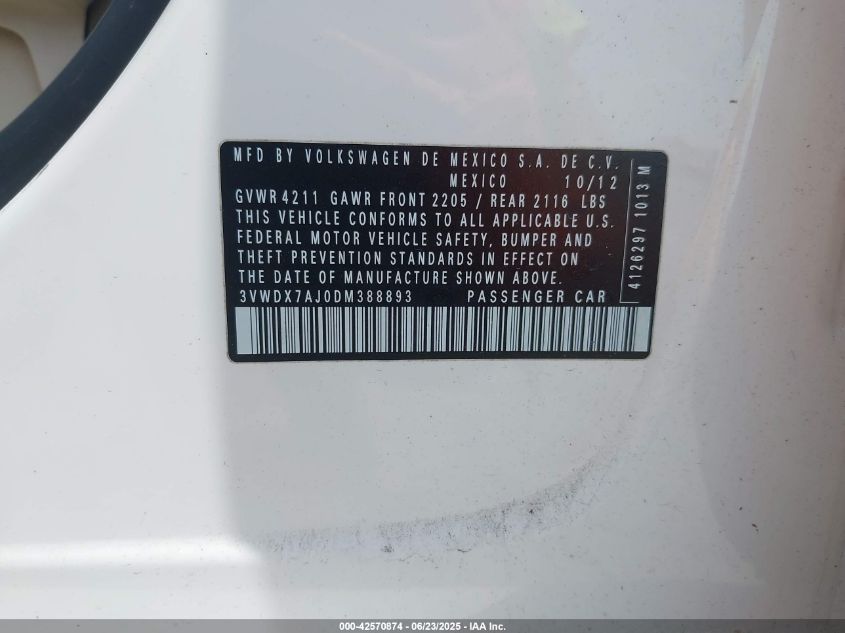 MFD BY VOLKSWAGEN DE MEXICO S.A. DE C.V.
MEXICO 10/12
GVWR 4211 GAWR FRONT 2205 / REAR 2116 LBS
THIS VEHICLE CONFORMS TO ALL APPLICABLE U.S.
FEDERAL MOTOR VEHICLE SAFETY, BUMPER AND
THEFT PREVENTION STANDARDS IN EFFECT ON
THE DATE OF MANUFACTURE SHOWN ABOVE.
3VWDX7AJ0DM388893 PASSENGER CAR
4126297 1013 M
000-42570874 - 06/23/2025 - IAA Inc.